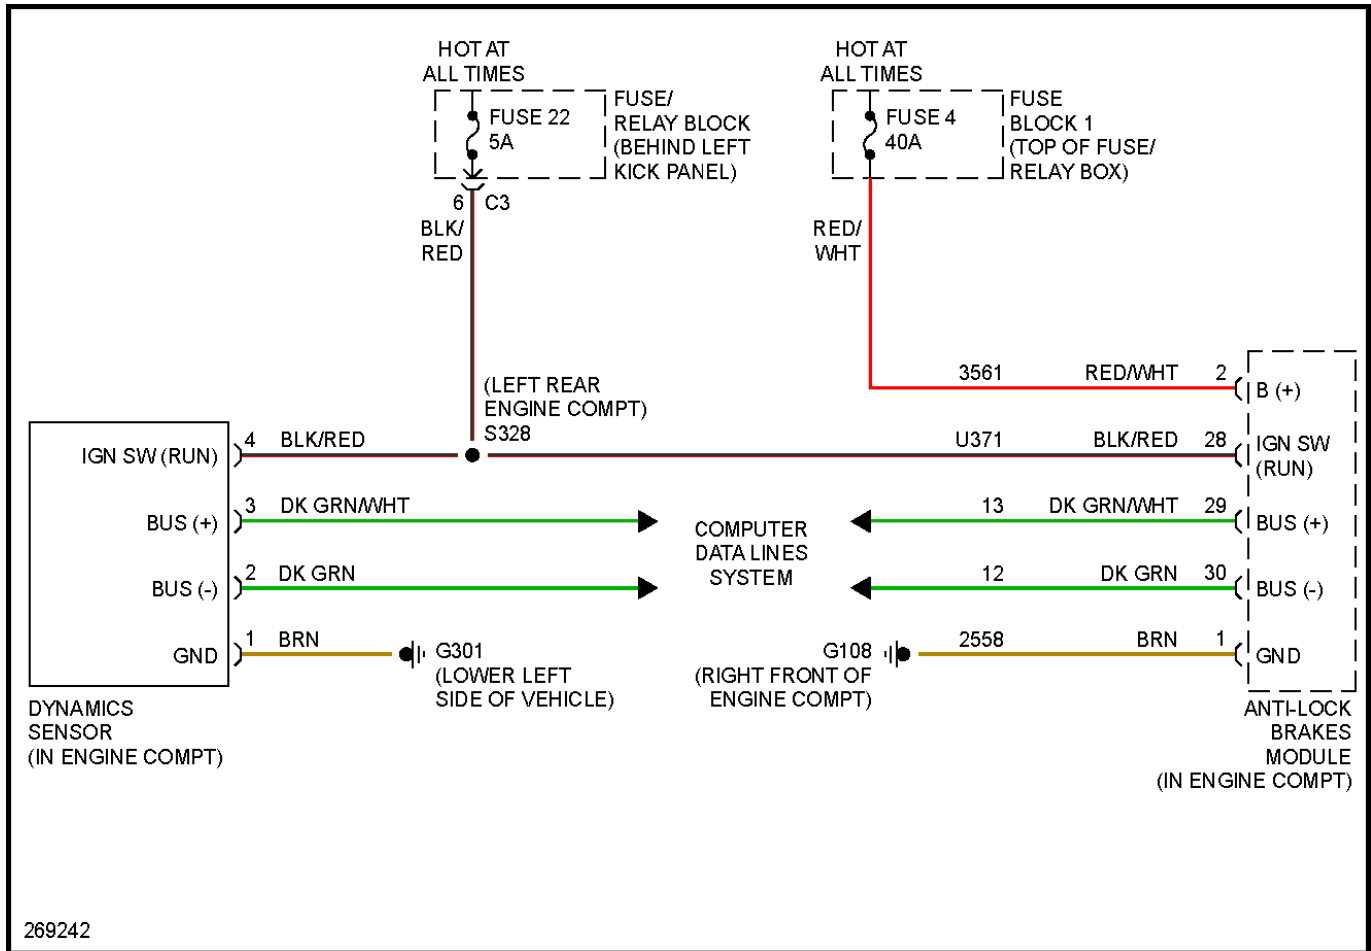 HOT AT
ALL TIMES
FUSE 22
5A
FUSE/
RELAY BLOCK
(BEHIND LEFT
KICK PANEL)
6 C3
BLK/
RED
HOT AT
ALL TIMES
FUSE 4
40A
FUSE
BLOCK 1
(TOP OF FUSE/
RELAY BOX)
RED/
WHT
(LEFT REAR
ENGINE COMPT)
S328
3561 RED/WHT 2
B (+)
IGN SW (RUN)
4 BLK/RED
U371 BLK/RED 28
IGN SW
(RUN)
BUS (+)
3 DK GRN/WHT
COMPUTER
DATA LINES
SYSTEM
13 DK GRN/WHT 29
BUS (+)
BUS (-)
2 DK GRN
12 DK GRN 30
BUS (-)
GND
1 BRN
G301
(LOWER LEFT
SIDE OF VEHICLE)
G108
(RIGHT FRONT OF
ENGINE COMPT)
2558 BRN 1
GND
DYNAMICS
SENSOR
(IN ENGINE COMPT)
ANTI-LOCK
BRAKES
MODULE
(IN ENGINE COMPT)
269242